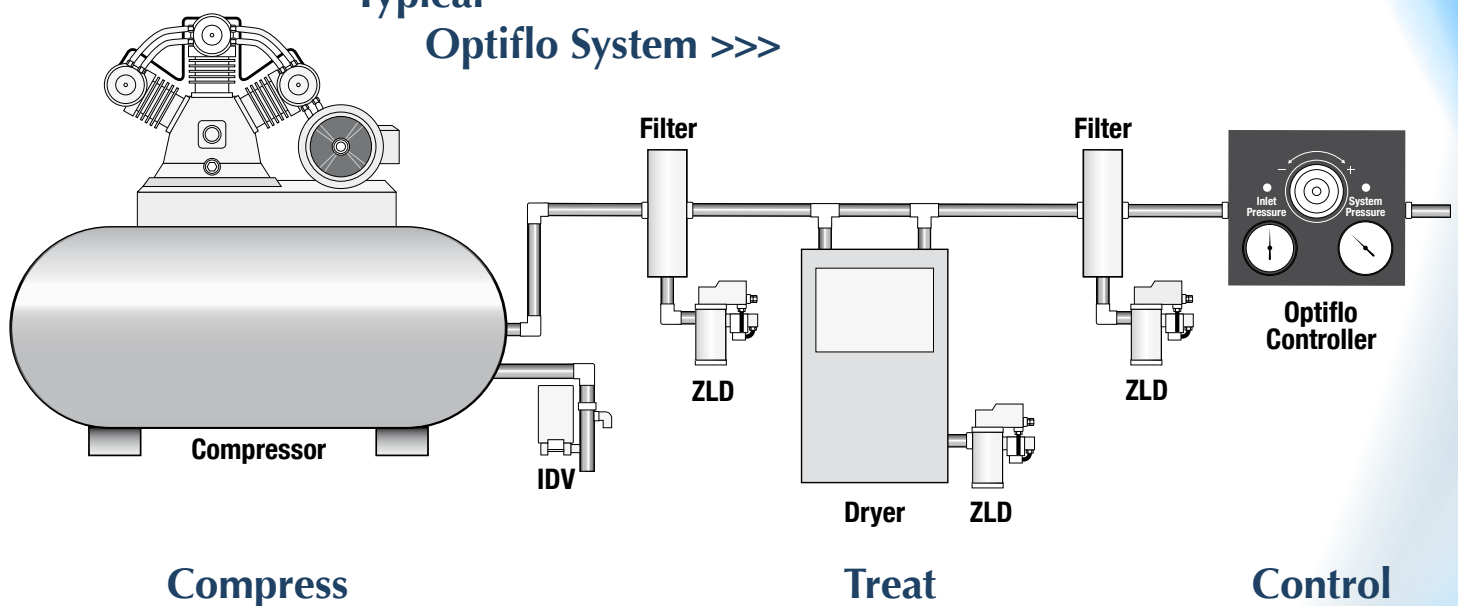 Typical
Optiflo System >>>
Filter
Filter
−
+
Inlet
Pressure
System
Pressure
Optiflo
Controller
ZLD
ZLD
Compressor
IDV
Dryer
ZLD
Compress
Treat
Control